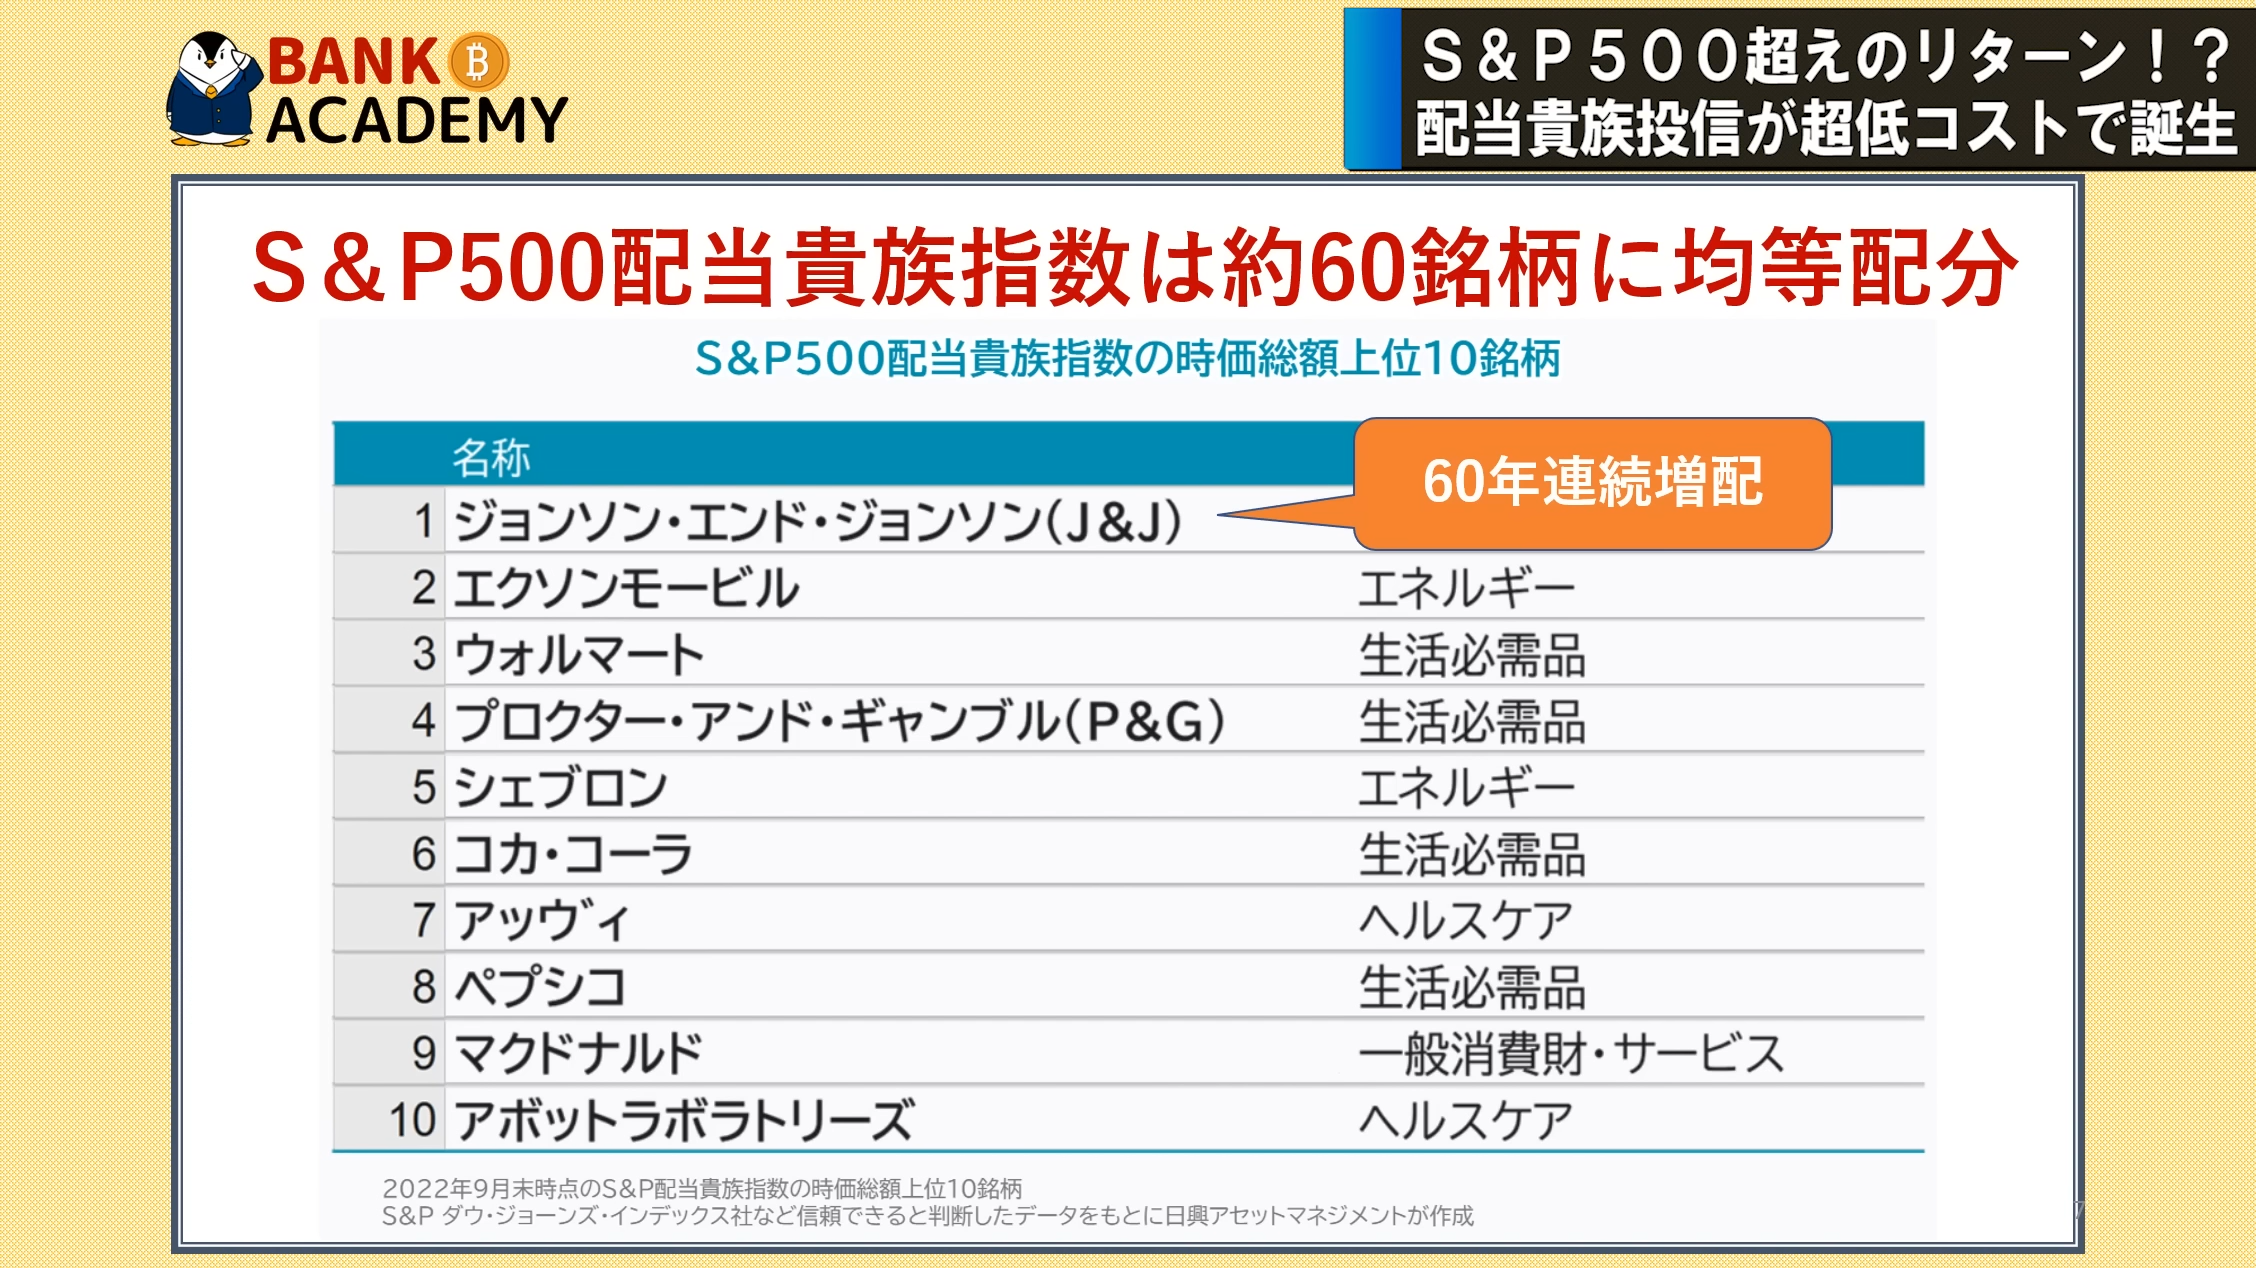 BANK ₿
ACADEMY
S＆P５００超えのリターン！？
配当貴族投信が超低コストで誕生
S＆P500配当貴族指数は約60銘柄に均等配分
S&P500配当貴族指数の時価総額上位10銘柄
名称
60年連続増配
1 ジョンソン・エンド・ジョンソン（J&J）
2 エクソンモービル エネルギー
3 ウォルマート 生活必需品
4 プロクター・アンド・ギャンブル（P&G） 生活必需品
5 シェブロン エネルギー
6 コカ・コーラ 生活必需品
7 アッヴィ ヘルスケア
8 ペプシコ 生活必需品
9 マクドナルド 一般消費財・サービス
10 アボットラボラトリーズ ヘルスケア
2022年9月末時点のS&P配当貴族指数の時価総額上位10銘柄
S&P ダウ・ジョーンズ・インデックス社など信頼できると判断したデータをもとに日興アセットマネジメントが作成
7